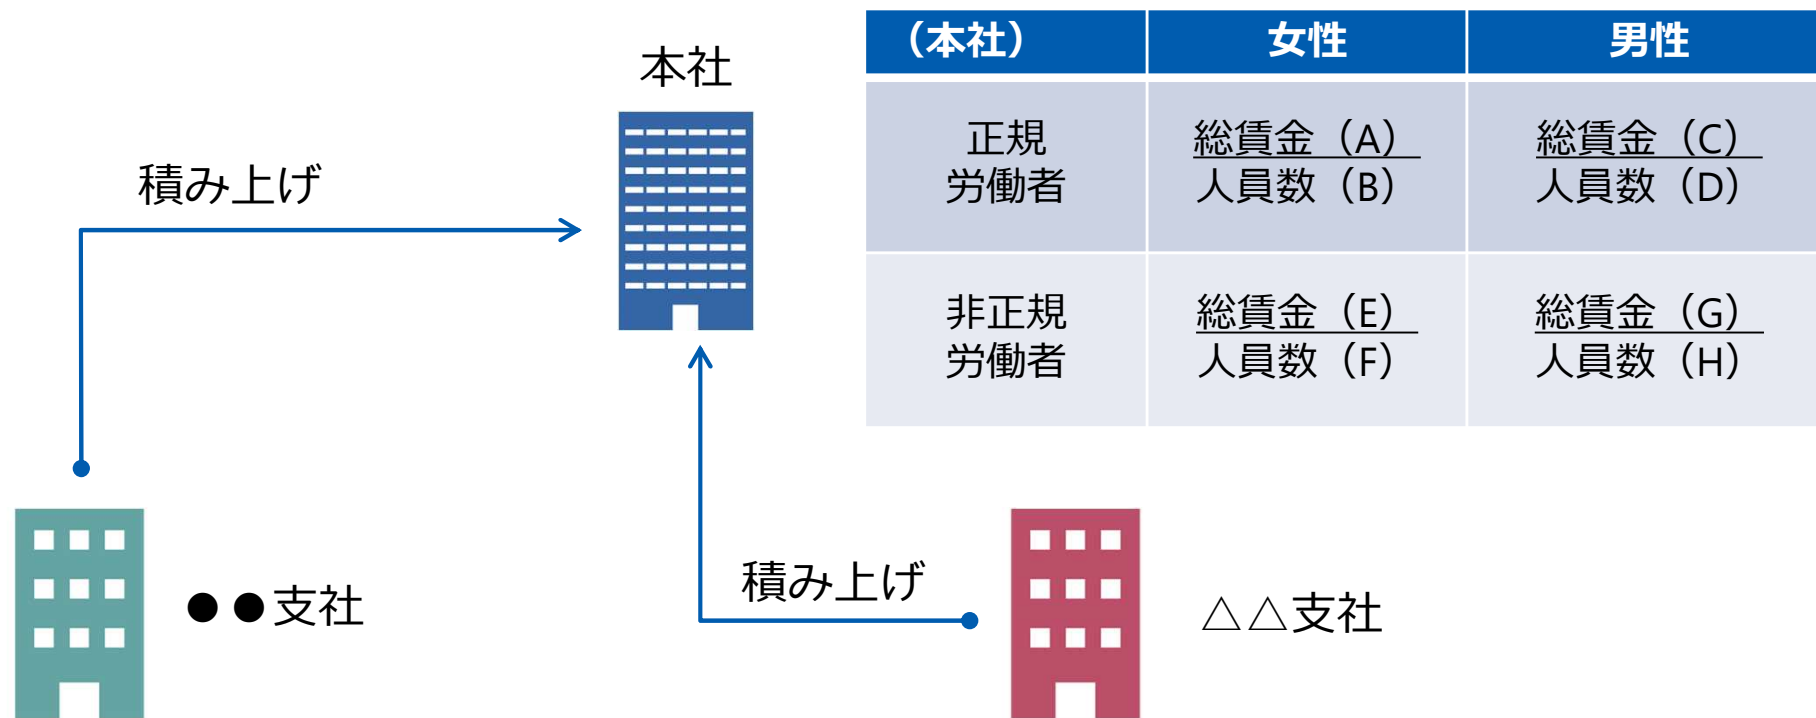 本社
積み上げ
（本社）
女性
男性
正規
労働者
総賃金（A）
人員数（B）
総賃金（C）
人員数（D）
非正規
労働者
総賃金（E）
人員数（F）
総賃金（G）
人員数（H）
●●支社
積み上げ
△△支社